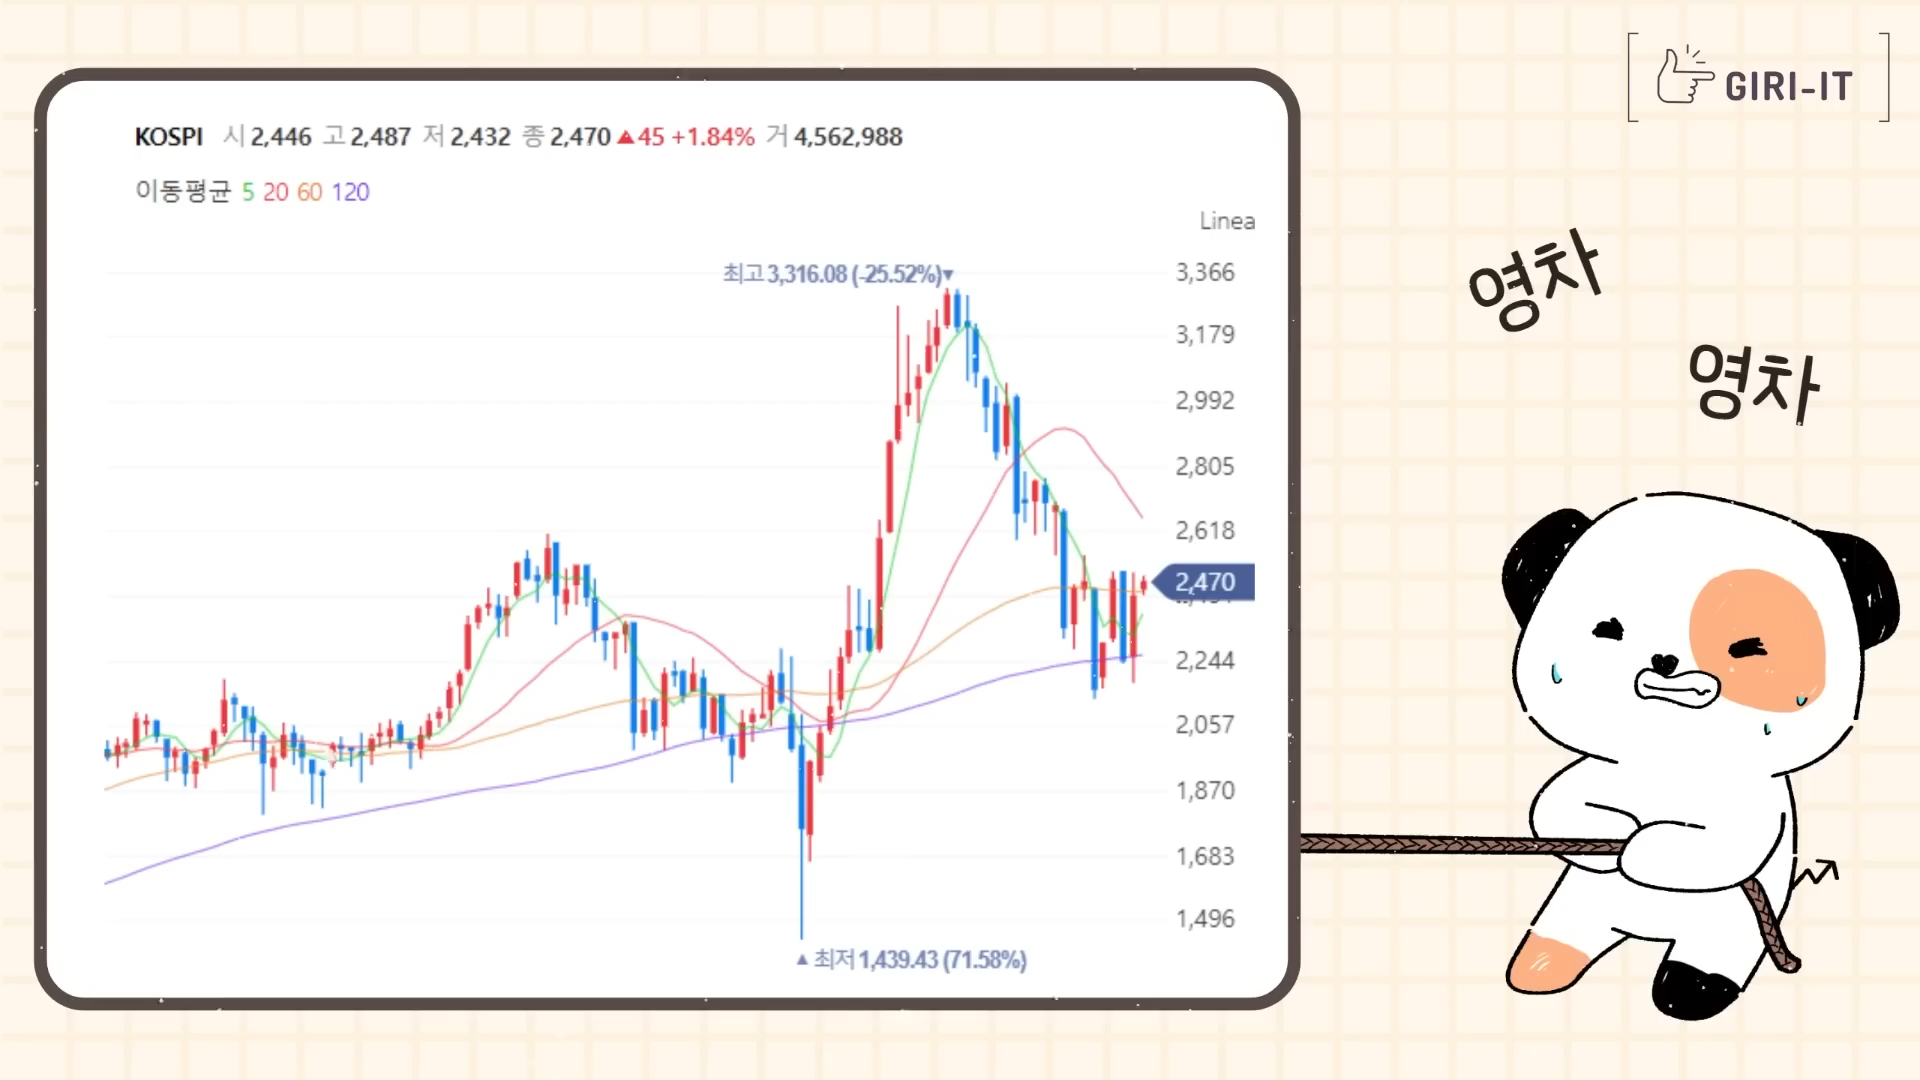 GIRI-IT
KOSPI 시 2,446 고 2,487 저 2,432 종 2,470 ▲45 +1.84% 거 4,562,988
이동평균 5 20 60 120
Linea
최고 3,316.08 (-25.52%)▼
3,366
3,179
2,992
2,805
2,618
2,470
2,244
2,057
1,870
1,683
1,496
▲ 최저 1,439.43 (71.58%)
영차
영차